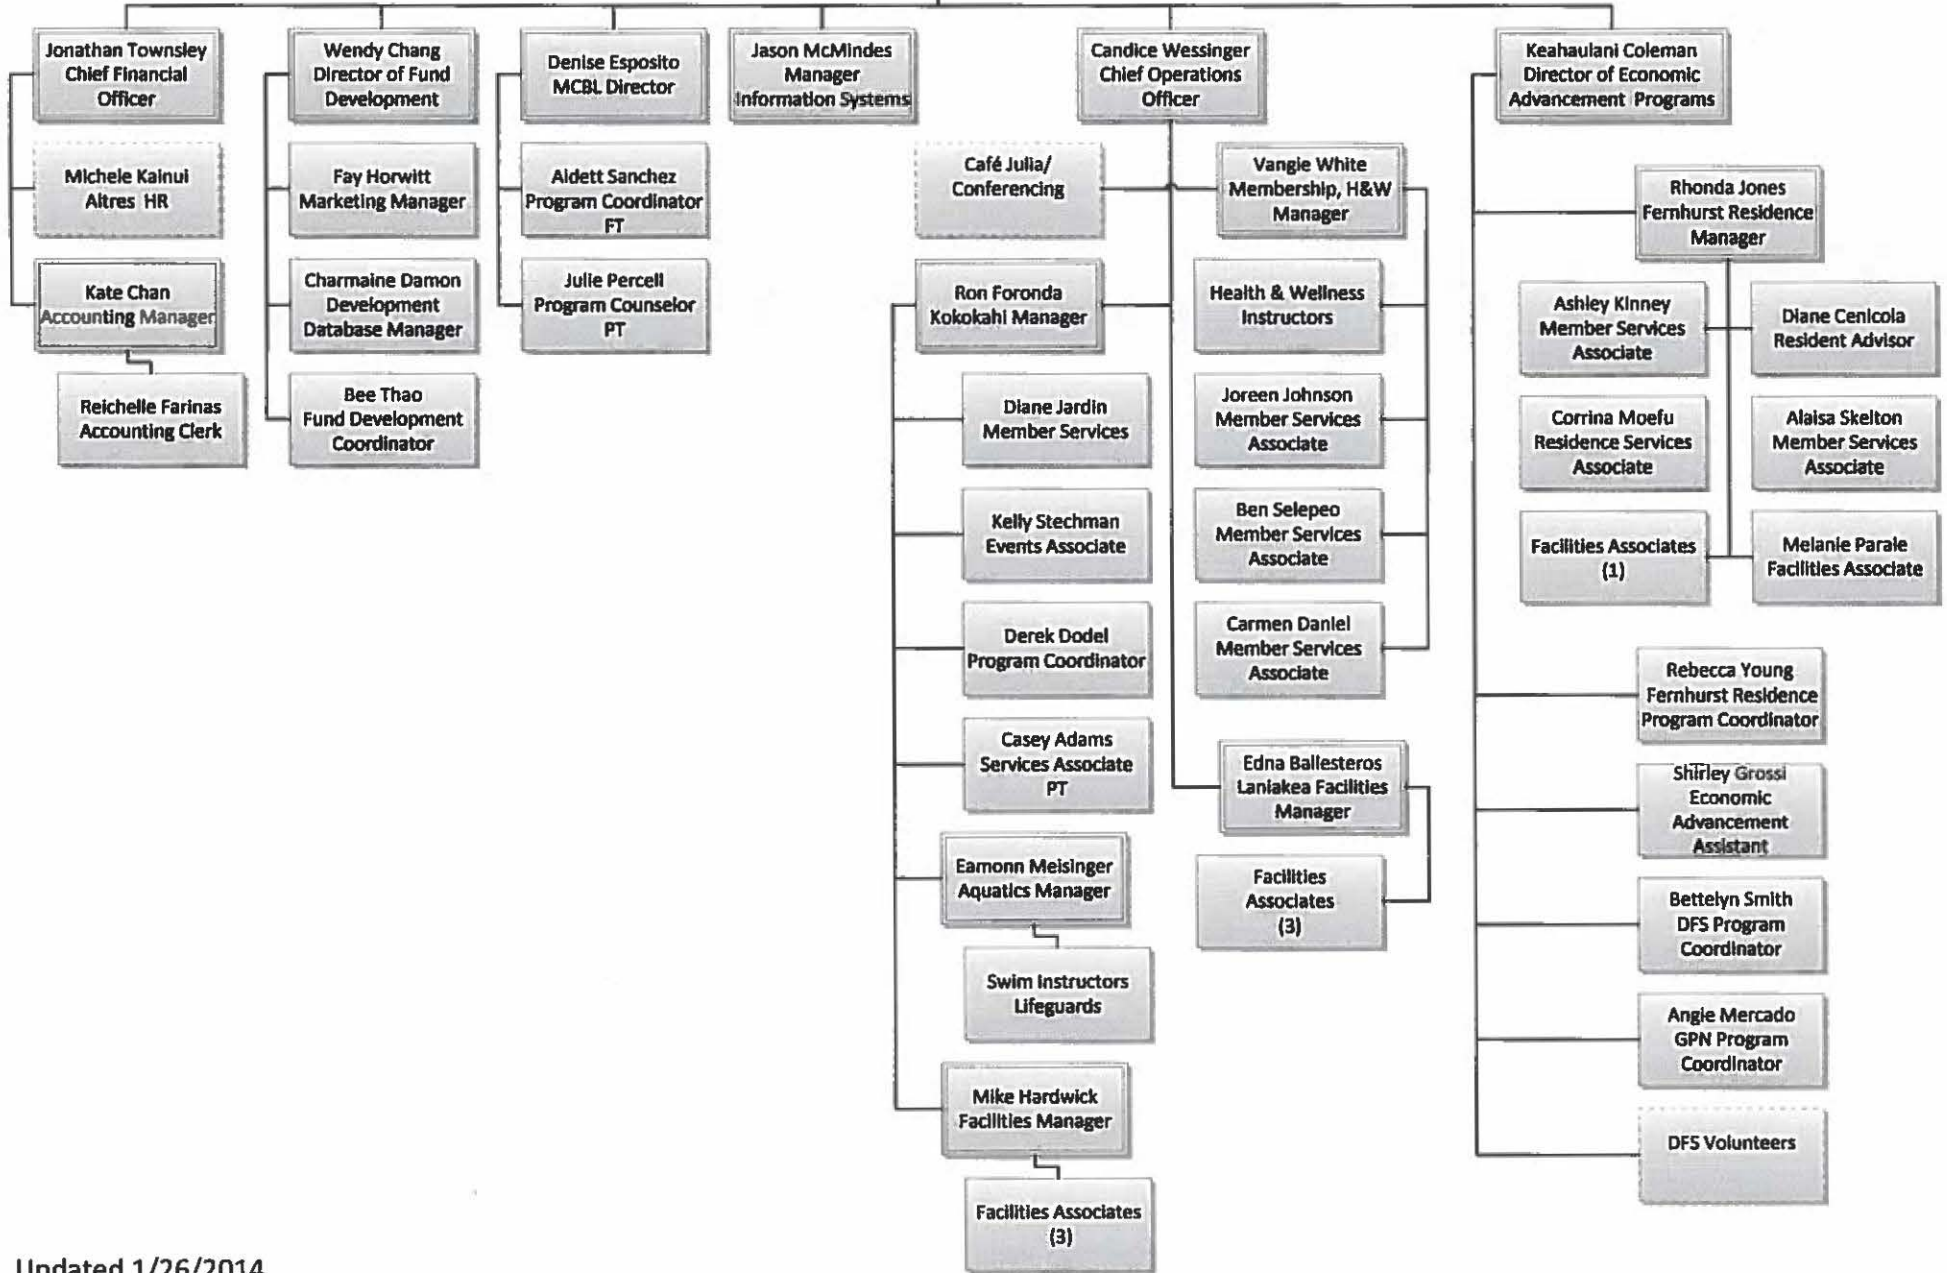 Jonathan Townsley
Chief Financial
Officer
Michele Kainui
Altres HR
Kate Chan
Accounting Manager
Reichelle Farinas
Accounting Clerk
Wendy Chang
Director of Fund
Development
Fay Horwitt
Marketing Manager
Charmaine Damon
Development
Database Manager
Bee Thao
Fund Development
Coordinator
Denise Esposito
MCBL Director
Aldett Sanchez
Program Coordinator
FT
Julie Percell
Program Counselor
PT
Jason McMindes
Manager
Information Systems
Candice Wessinger
Chief Operations
Officer
Café Julia/
Conferencing
Ron Foronda
Kokokahi Manager
Diane Jardin
Member Services
Kelly Stechman
Events Associate
Derek Dodel
Program Coordinator
Casey Adams
Services Associate
PT
Eamonn Meisinger
Aquatics Manager
Swim Instructors
Lifeguards
Mike Hardwick
Facilities Manager
Facilities Associates
(3)
Vangie White
Membership, H&W
Manager
Health & Wellness
Instructors
Joreen Johnson
Member Services
Associate
Ben Selepeo
Member Services
Associate
Carmen Daniel
Member Services
Associate
Edna Ballesteros
Laniakea Facilities
Manager
Facilities
Associates
(3)
Keahaulani Coleman
Director of Economic
Advancement Programs
Rhonda Jones
Fernhurst Residence
Manager
Ashley Kinney
Member Services
Associate
Diane Cenicola
Resident Advisor
Corrina Moefu
Residence Services
Associate
Alaisa Skelton
Member Services
Associate
Facilities Associates
(1)
Melanie Paraie
Facilities Associate
Rebecca Young
Fernhurst Residence
Program Coordinator
Shirley Grossi
Economic
Advancement
Assistant
Bettelyn Smith
DFS Program
Coordinator
Angie Mercado
GPN Program
Coordinator
DFS Volunteers
Updated 1/26/2014